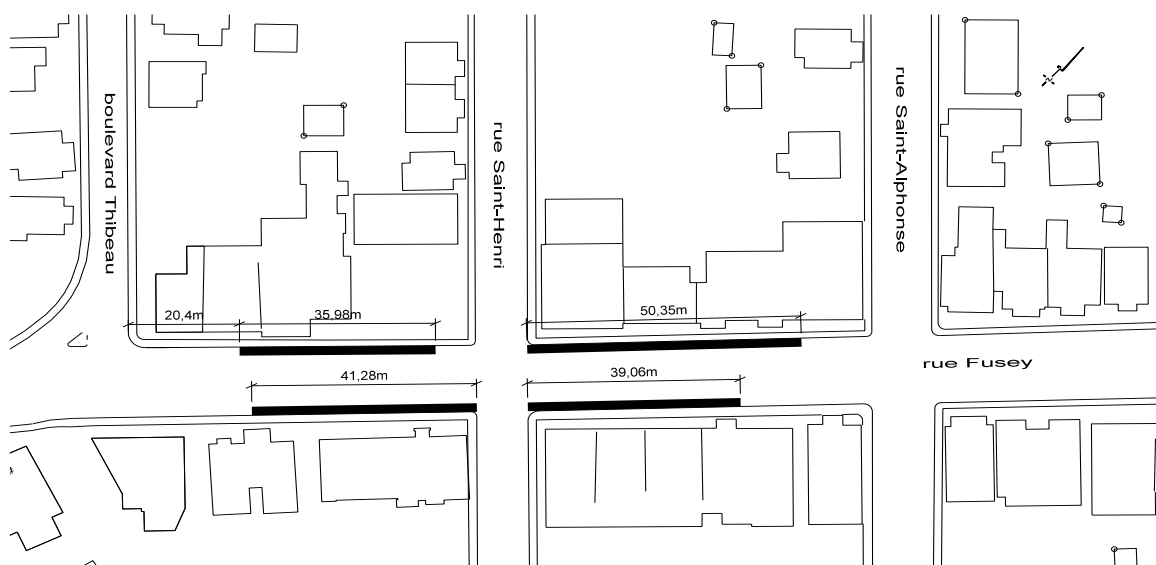 boulevard Thibeau
rue Saint-Henri
rue Saint-Alphonse
20,4m
35,98m
50,35m
rue Fusey
41,28m
39,06m